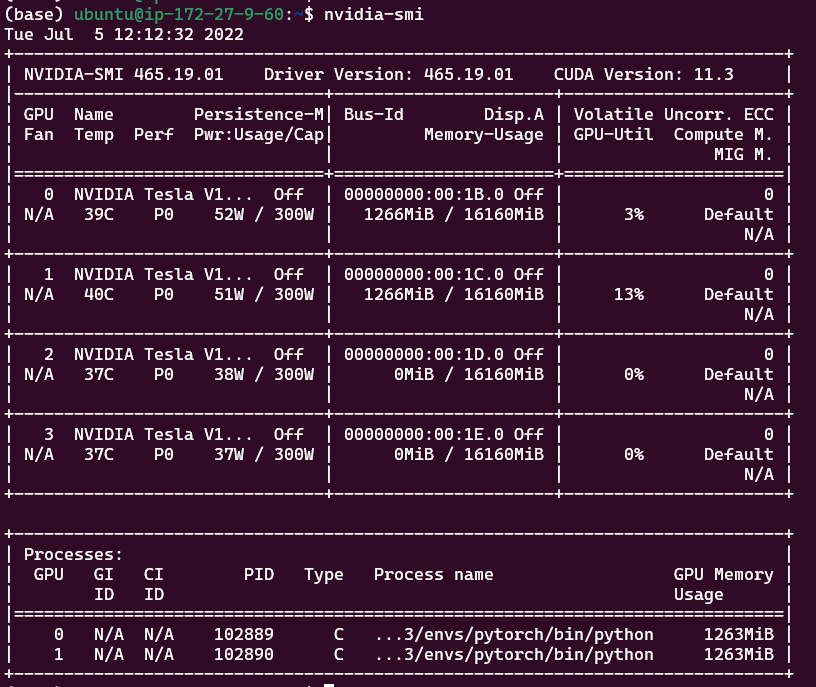 (base) ubuntu@ip-172-27-9-60:~$ nvidia-smi
Tue Jul  5 12:12:32 2022
+-----------------------------------------------------------------------------+
| NVIDIA-SMI 465.19.01    Driver Version: 465.19.01    CUDA Version: 11.3     |
|-------------------------------+----------------------+----------------------+
| GPU  Name        Persistence-M| Bus-Id        Disp.A | Volatile Uncorr. ECC |
| Fan  Temp  Perf  Pwr:Usage/Cap|         Memory-Usage | GPU-Util  Compute M. |
|                               |                      |               MIG M. |
|===============================+======================+======================|
|   0  NVIDIA Tesla V1...  Off  | 00000000:00:1B.0 Off |                    0 |
| N/A   39C    P0    52W / 300W |   1266MiB / 16160MiB |      3%      Default |
|                               |                      |                  N/A |
+-------------------------------+----------------------+----------------------+
|   1  NVIDIA Tesla V1...  Off  | 00000000:00:1C.0 Off |                    0 |
| N/A   40C    P0    51W / 300W |   1266MiB / 16160MiB |     13%      Default |
|                               |                      |                  N/A |
+-------------------------------+----------------------+----------------------+
|   2  NVIDIA Tesla V1...  Off  | 00000000:00:1D.0 Off |                    0 |
| N/A   37C    P0    38W / 300W |      0MiB / 16160MiB |      0%      Default |
|                               |                      |                  N/A |
+-------------------------------+----------------------+----------------------+
|   3  NVIDIA Tesla V1...  Off  | 00000000:00:1E.0 Off |                    0 |
| N/A   37C    P0    37W / 300W |      0MiB / 16160MiB |      0%      Default |
|                               |                      |                  N/A |
+-------------------------------+----------------------+----------------------+

+-----------------------------------------------------------------------------+
| Processes:                                                                  |
|  GPU   GI   CI        PID   Type   Process name                  GPU Memory |
|        ID   ID                                                   Usage      |
|=============================================================================|
|    0   N/A  N/A    102889      C   ...3/envs/pytorch/bin/python     1263MiB |
|    1   N/A  N/A    102890      C   ...3/envs/pytorch/bin/python     1263MiB |
+-----------------------------------------------------------------------------+